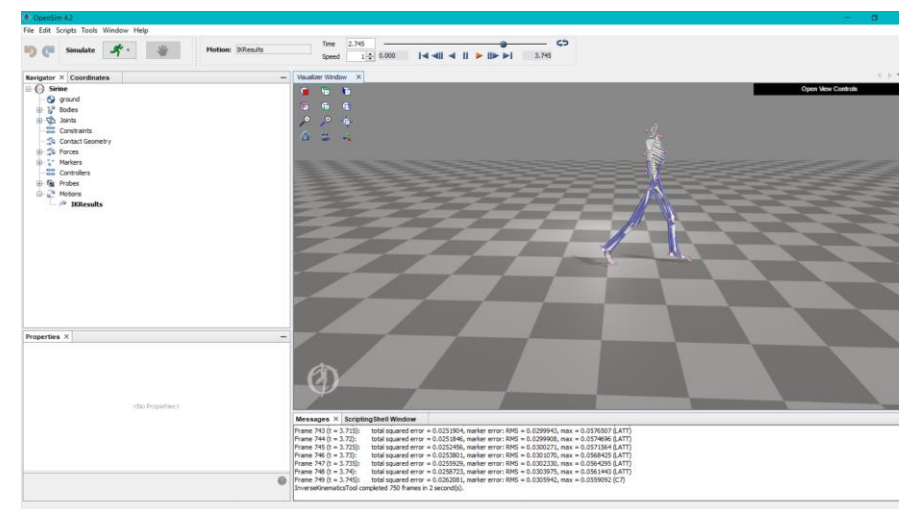 OpenSim 4.2
File Edit Scripts Tools Window Help
Simulate
Motion: IKResults
Time 2.745
Speed 1 0.000 3.745
Navigator × Coordinates
Visualizer Window ×
Open View Controls
Sirine
ground
Bodies
Joints
Constraints
Contact Geometry
Forces
Markers
Controllers
Probes
Motions
IKResults
Properties ×
<No Properties>
Messages × ScriptingShell Window
Frame 743 (t = 3.715): total squared error = 0.0251904, marker error: RMS = 0.0299943, max = 0.0576507 (LATT)
Frame 744 (t = 3.72): total squared error = 0.0251846, marker error: RMS = 0.0299908, max = 0.0574696 (LATT)
Frame 745 (t = 3.725): total squared error = 0.0252456, marker error: RMS = 0.0300271, max = 0.0571564 (LATT)
Frame 746 (t = 3.73): total squared error = 0.0253801, marker error: RMS = 0.0301070, max = 0.0568425 (LATT)
Frame 747 (t = 3.735): total squared error = 0.0255929, marker error: RMS = 0.0302330, max = 0.0564295 (LATT)
Frame 748 (t = 3.74): total squared error = 0.0258723, marker error: RMS = 0.0303975, max = 0.0561443 (LATT)
Frame 749 (t = 3.745): total squared error = 0.0262081, marker error: RMS = 0.0305942, max = 0.0559092 (C7)
InverseKinematicsTool completed 750 frames in 2 second(s).